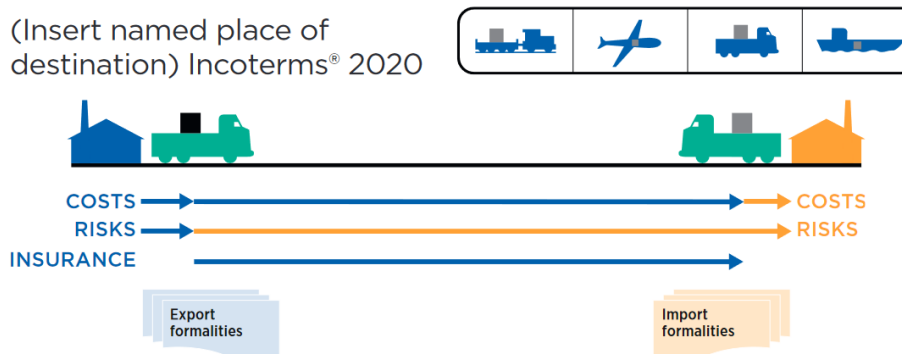 (Insert named place of
destination) Incoterms® 2020
COSTS COSTS
RISKS RISKS
INSURANCE
Export
formalities
Import
formalities